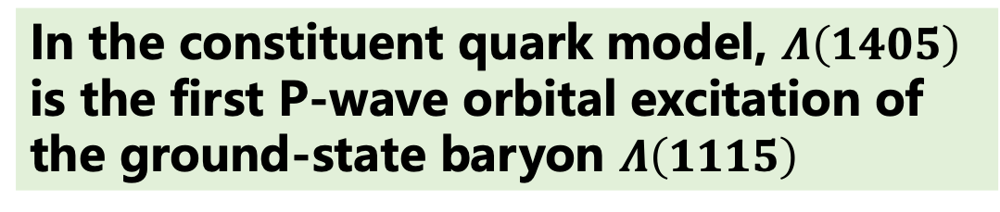 In the constituent quark model, Λ(1405)
is the first P-wave orbital excitation of
the ground-state baryon Λ(1115)